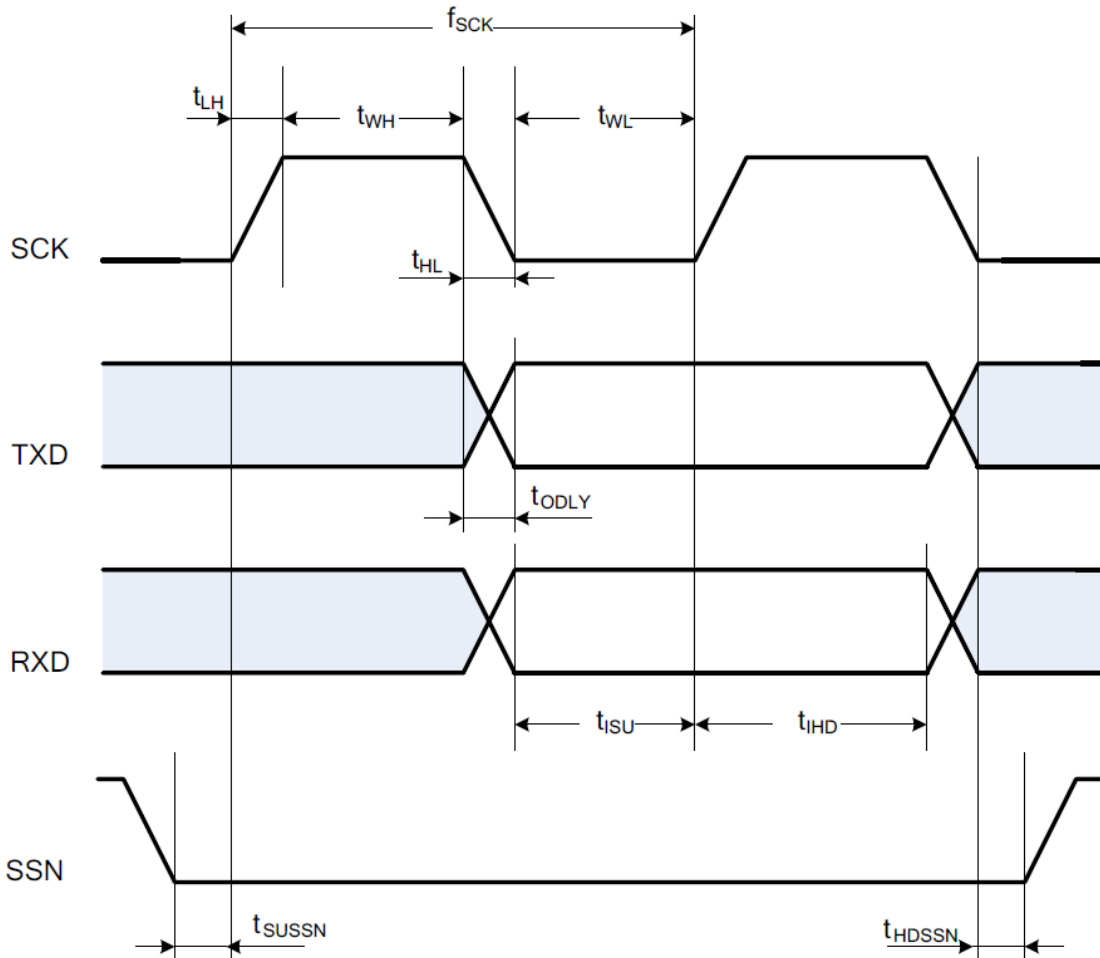 fSCK
tLH
tWH
tWL
SCK
tHL
TXD
tODLY
RXD
tISU
tIHD
SSN
tSUSSN
tHDSSN